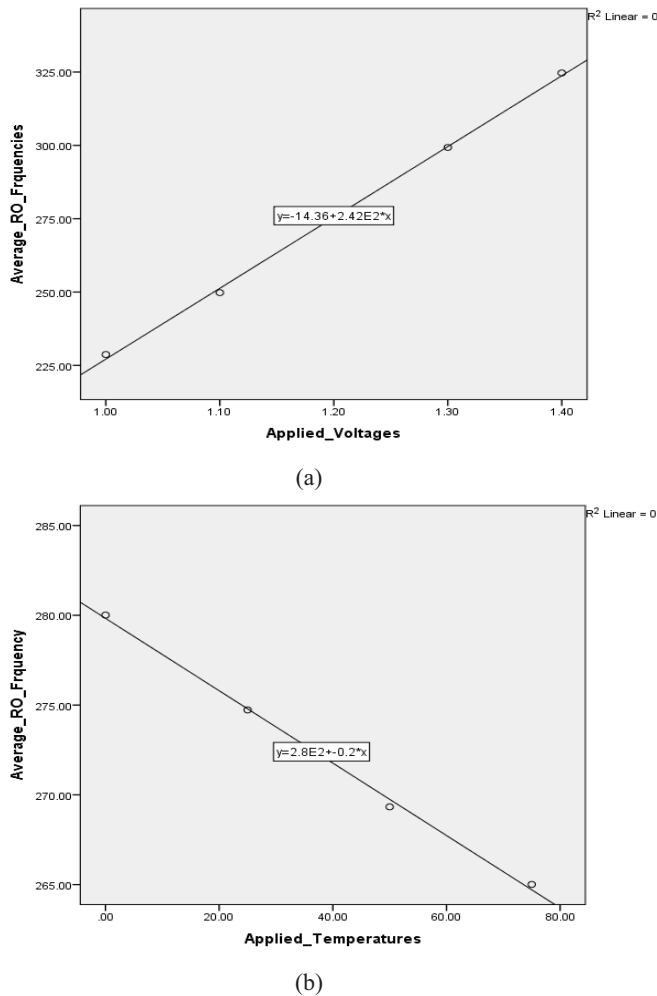 R2 Linear = 0
Average_RO_Frquencies
325.00
300.00
275.00
250.00
225.00
y=-14.36+2.42E2*x
1.00 1.10 1.20 1.30 1.40
Applied_Voltages
(a)
R2 Linear = 0
Average_RO_Frquency
285.00
280.00
275.00
270.00
265.00
y=2.8E2+-0.2*x
.00 20.00 40.00 60.00 80.00
Applied_Temperatures
(b)